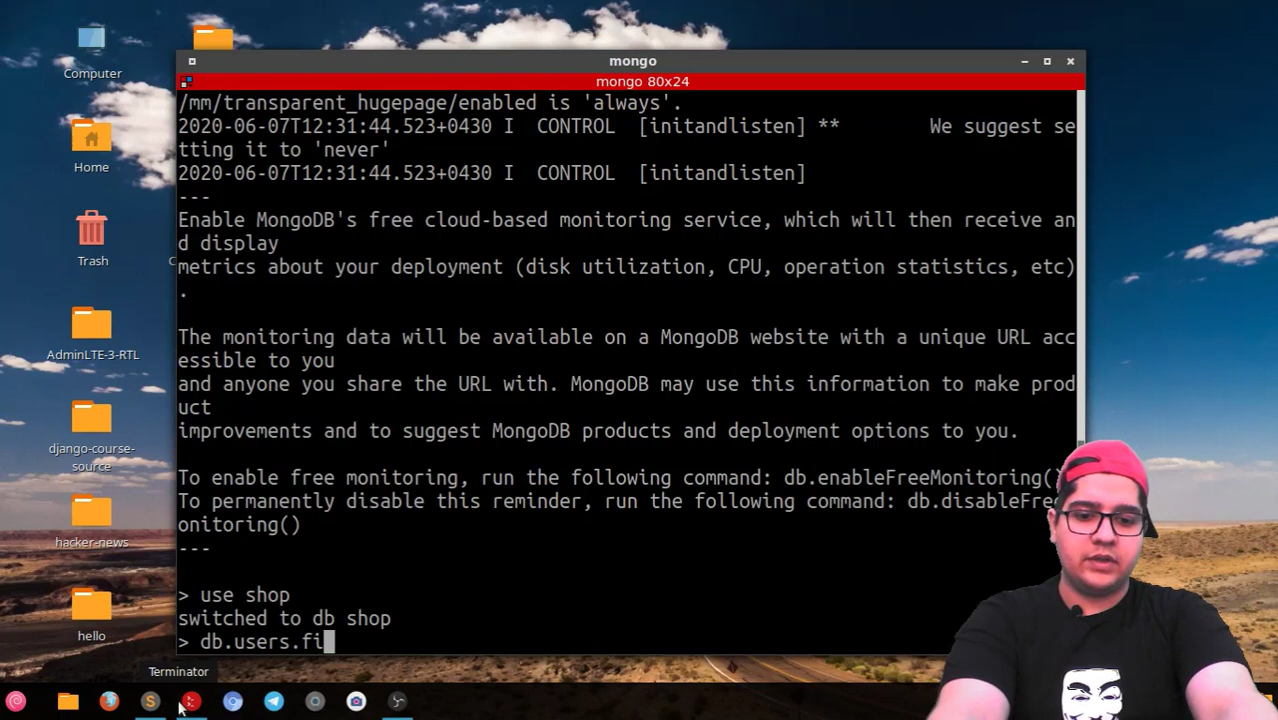 Computer
Home
Trash
AdminLTE-3-RTL
django-course-
source
hacker-news
hello
mongo
mongo 80x24
/mm/transparent_hugepage/enabled is 'always'.
2020-06-07T12:31:44.523+0430 I  CONTROL  [initandlisten] **        We suggest se
tting it to 'never'
2020-06-07T12:31:44.523+0430 I  CONTROL  [initandlisten]
---
Enable MongoDB's free cloud-based monitoring service, which will then receive an
d display
metrics about your deployment (disk utilization, CPU, operation statistics, etc)
.
The monitoring data will be available on a MongoDB website with a unique URL acc
essible to you
and anyone you share the URL with. MongoDB may use this information to make prod
uct
improvements and to suggest MongoDB products and deployment options to you.
To enable free monitoring, run the following command: db.enableFreeMonitoring()
To permanently disable this reminder, run the following command: db.disableFre
onitoring()
---
> use shop
switched to db shop
> db.users.fi
Terminator